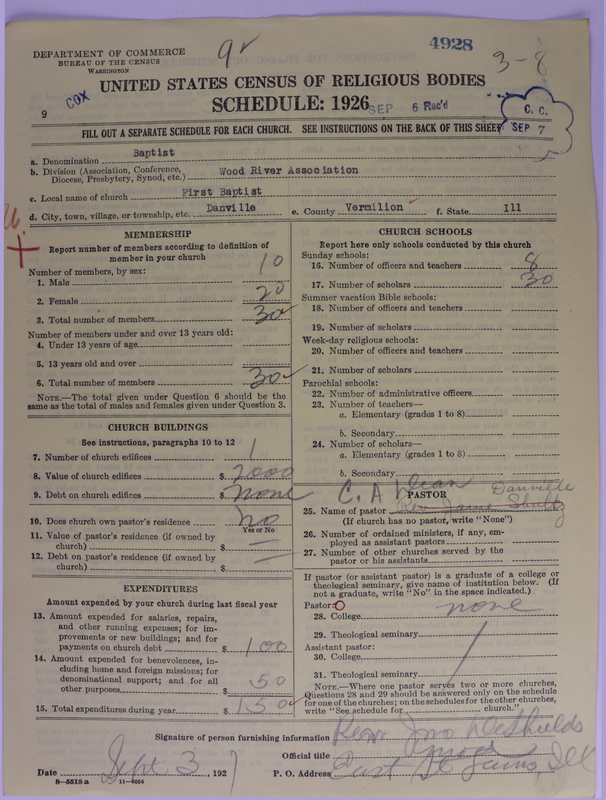 DEPARTMENT OF COMMERCE
BUREAU OF THE CENSUS
WASHINGTON
4928
3-8
UNITED STATES CENSUS OF RELIGIOUS BODIES
SCHEDULE: 1926
SEP 6 Rec'd
9
COX
C. C.
SEP 7
FILL OUT A SEPARATE SCHEDULE FOR EACH CHURCH. SEE INSTRUCTIONS ON THE BACK OF THIS SHEET
a. Denomination Baptist
b. Division (Association, Conference, Diocese, Presbytery, Synod, etc.) Wood River Association
c. Local name of church First Baptist
d. City, town, village, or township, etc. Danville e. County Vermilion f. State Ill
MEMBERSHIP
Report number of members according to definition of
member in your church
Number of members, by sex:
1. Male 10
2. Female 20
3. Total number of members 30
Number of members under and over 13 years old:
4. Under 13 years of age
5. 13 years old and over
6. Total number of members 30
NOTE.—The total given under Question 6 should be
same as the total of males and females given under Question 3.
CHURCH BUILDINGS
See instructions, paragraphs 10 to 12
7. Number of church edifices 1
8. Value of church edifices $ 2000
9. Debt on church edifices $ none
10. Does church own pastor's residence No
Yes or No
11. Value of pastor's residence (if owned by
church) $
12. Debt on pastor's residence (if owned by
church) $
EXPENDITURES
Amount expended by your church during last fiscal year
13. Amount expended for salaries, repairs,
and other running expenses; for im-
provements or new buildings; and for
payments on church debt $ 100
14. Amount expended for benevolences, in-
cluding home and foreign missions; for
denominational support; and for all
other purposes $ 50
15. Total expenditures during year $ 150
CHURCH SCHOOLS
Report here only schools conducted by this church
Sunday schools:
16. Number of officers and teachers 8
17. Number of scholars 30
Summer vacation Bible schools:
18. Number of officers and teachers
19. Number of scholars
Week-day religious schools:
20. Number of officers and teachers
21. Number of scholars
Parochial schools:
22. Number of administrative officers
23. Number of teachers—
a. Elementary (grades 1 to 8)
b. Secondary
24. Number of scholars—
a. Elementary (grades 1 to 8)
b. Secondary
PASTOR
C. A Danville
25. Name of pastor Rev
(If church has no pastor, write "None")
26. Number of ordained ministers, if any, em-
ployed as assistant pastors
27. Number of other churches served by the
pastor or his assistants
If pastor (or assistant pastor) is a graduate of a college or
theological seminary, give name of institution below. (If
not a graduate, write "No" in the space indicated.)
Pastor:
28. College none
29. Theological seminary
Assistant pastor:
30. College
31. Theological seminary
NOTE.—Where one pastor serves two or more churches,
Questions 28 and 29 should be answered only on the schedule
for one of the churches; on the schedules for the other churches,
write "See schedule for church."
Signature of person furnishing information Rev Jno DeShields
Official title
Date Sept 3, 1927 P. O. Address East St Ill
8—5518 a 11—9064